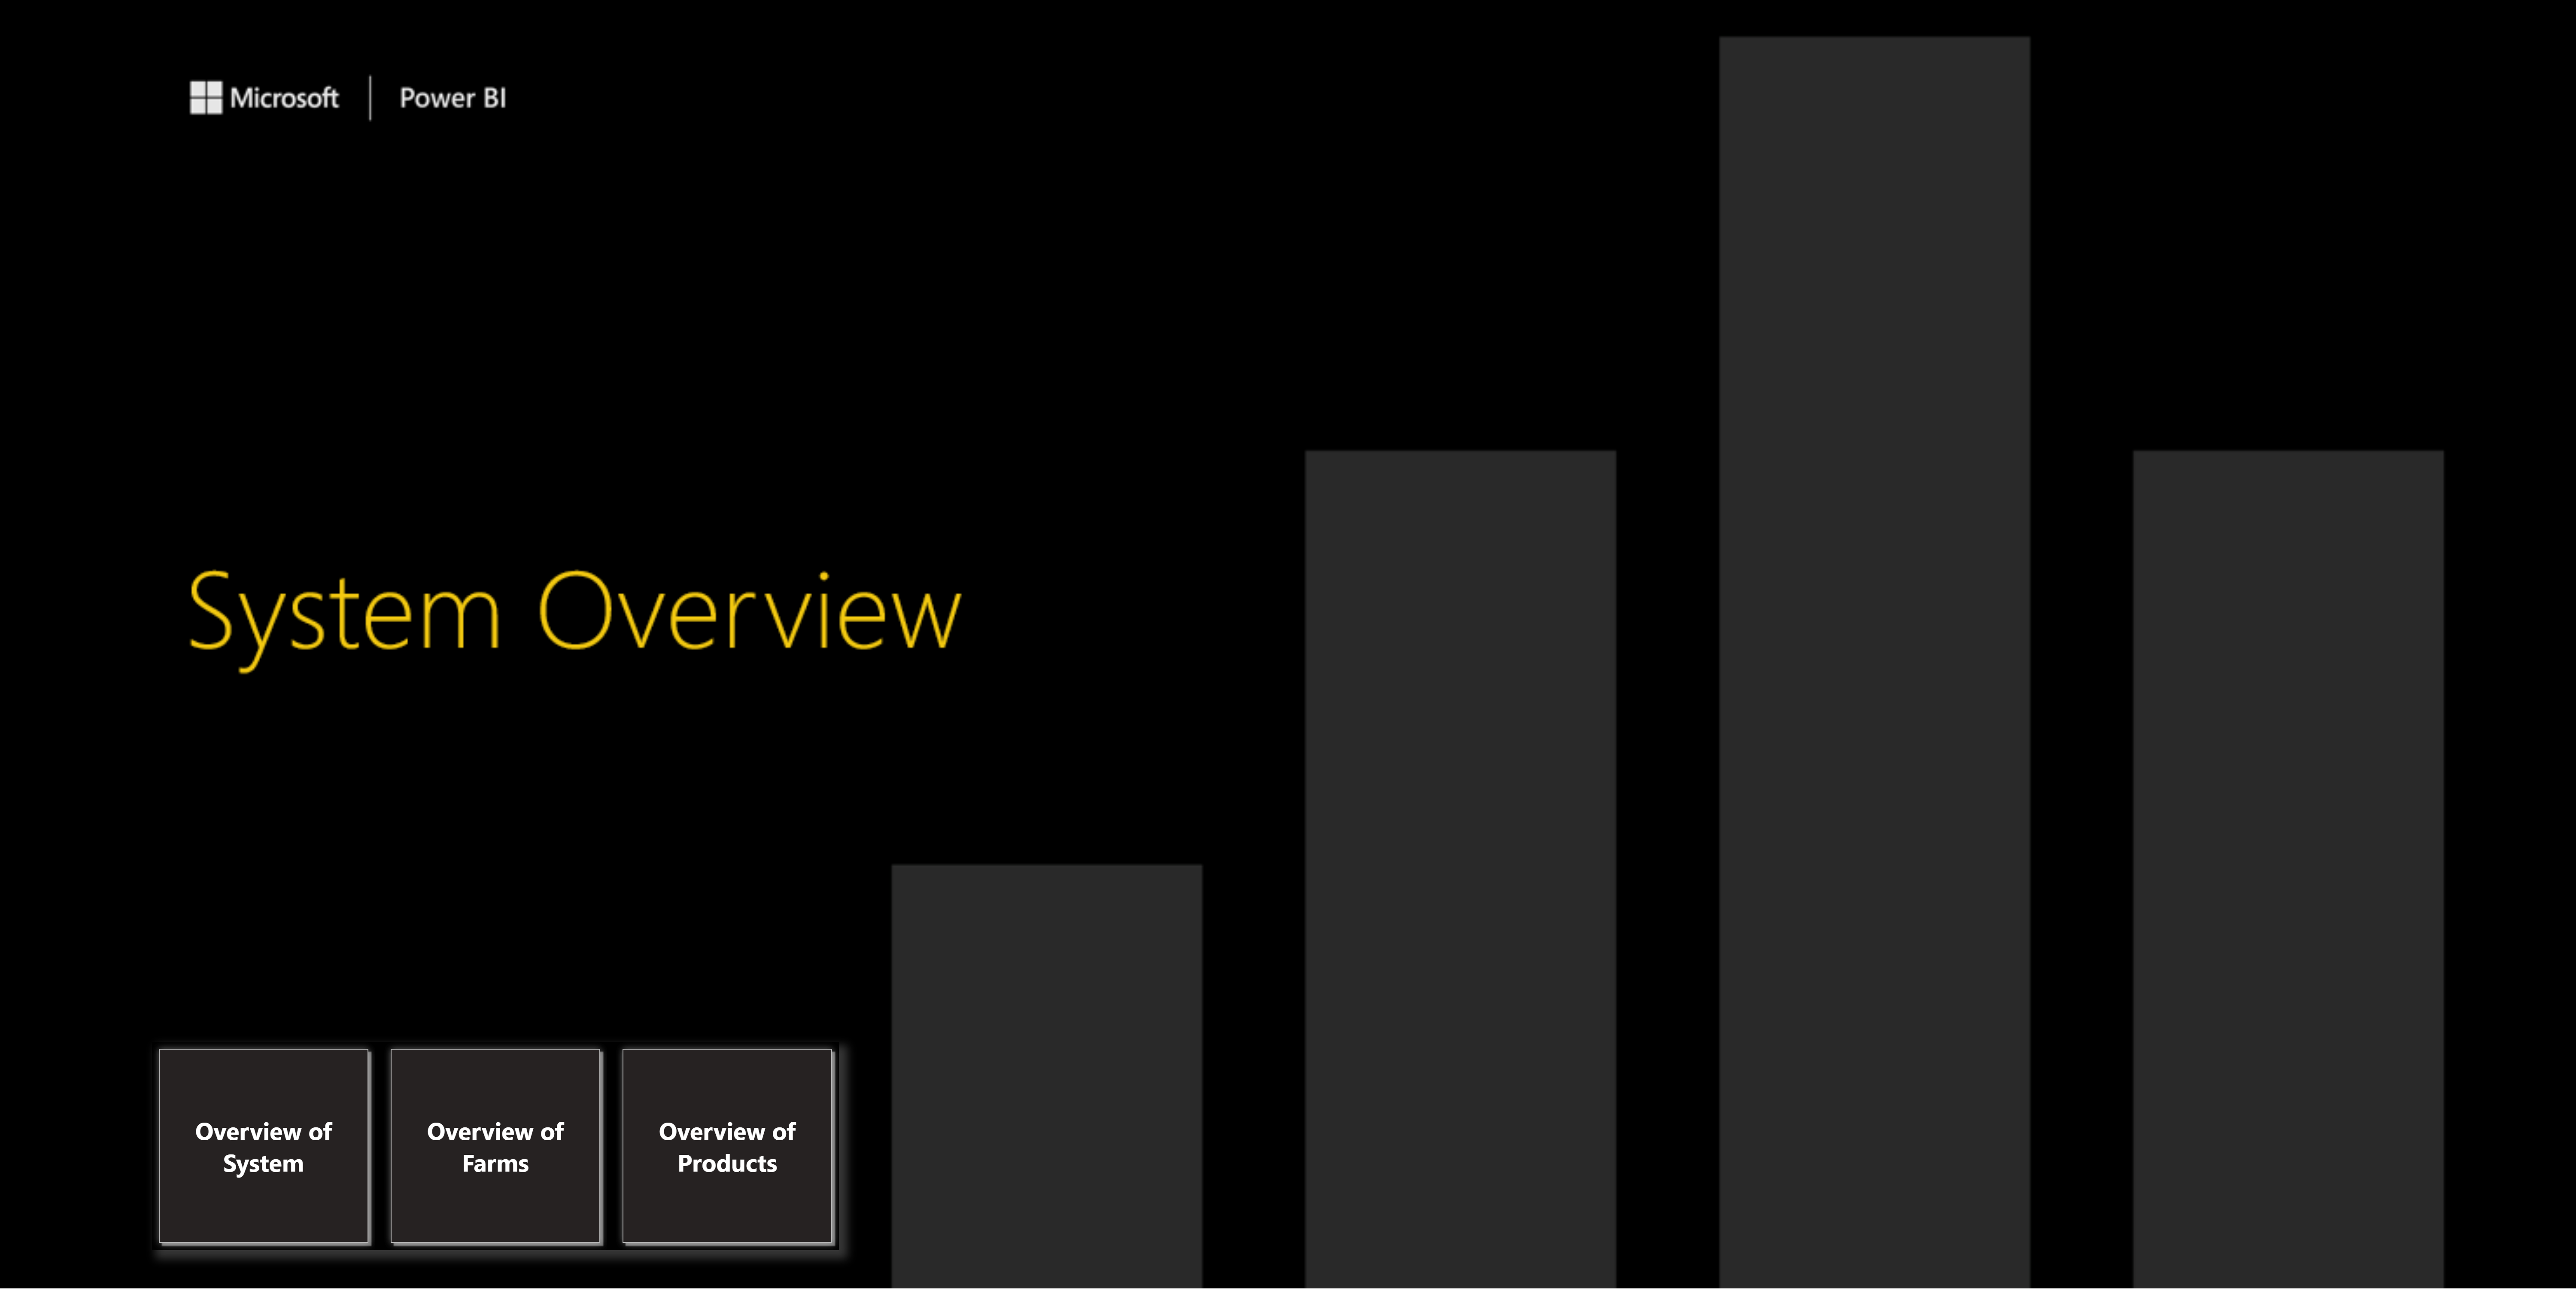 Microsoft | Power BI
System Overview
Overview of
System
Overview of
Farms
Overview of
Products